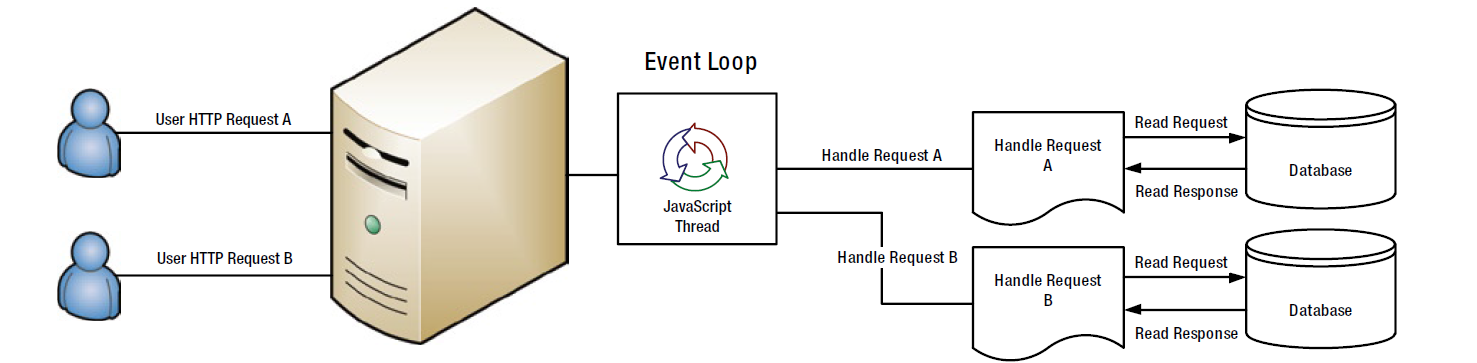 Event Loop
User HTTP Request A
User HTTP Request B
JavaScript
Thread
Handle Request A
Handle Request B
Handle Request
A
Read Request
Read Response
Database
Handle Request
B
Read Request
Read Response
Database